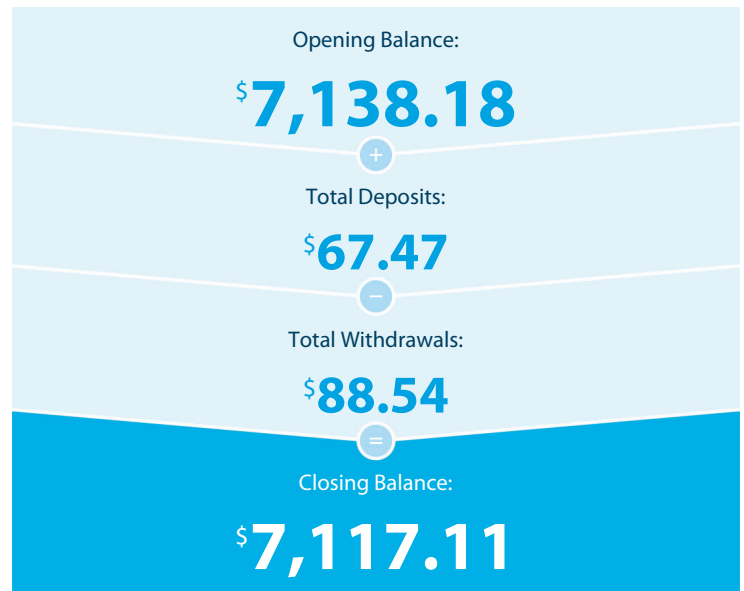 Opening Balance:
$7,138.18
+
Total Deposits:
$67.47
−
Total Withdrawals:
$88.54
=
Closing Balance:
$7,117.11